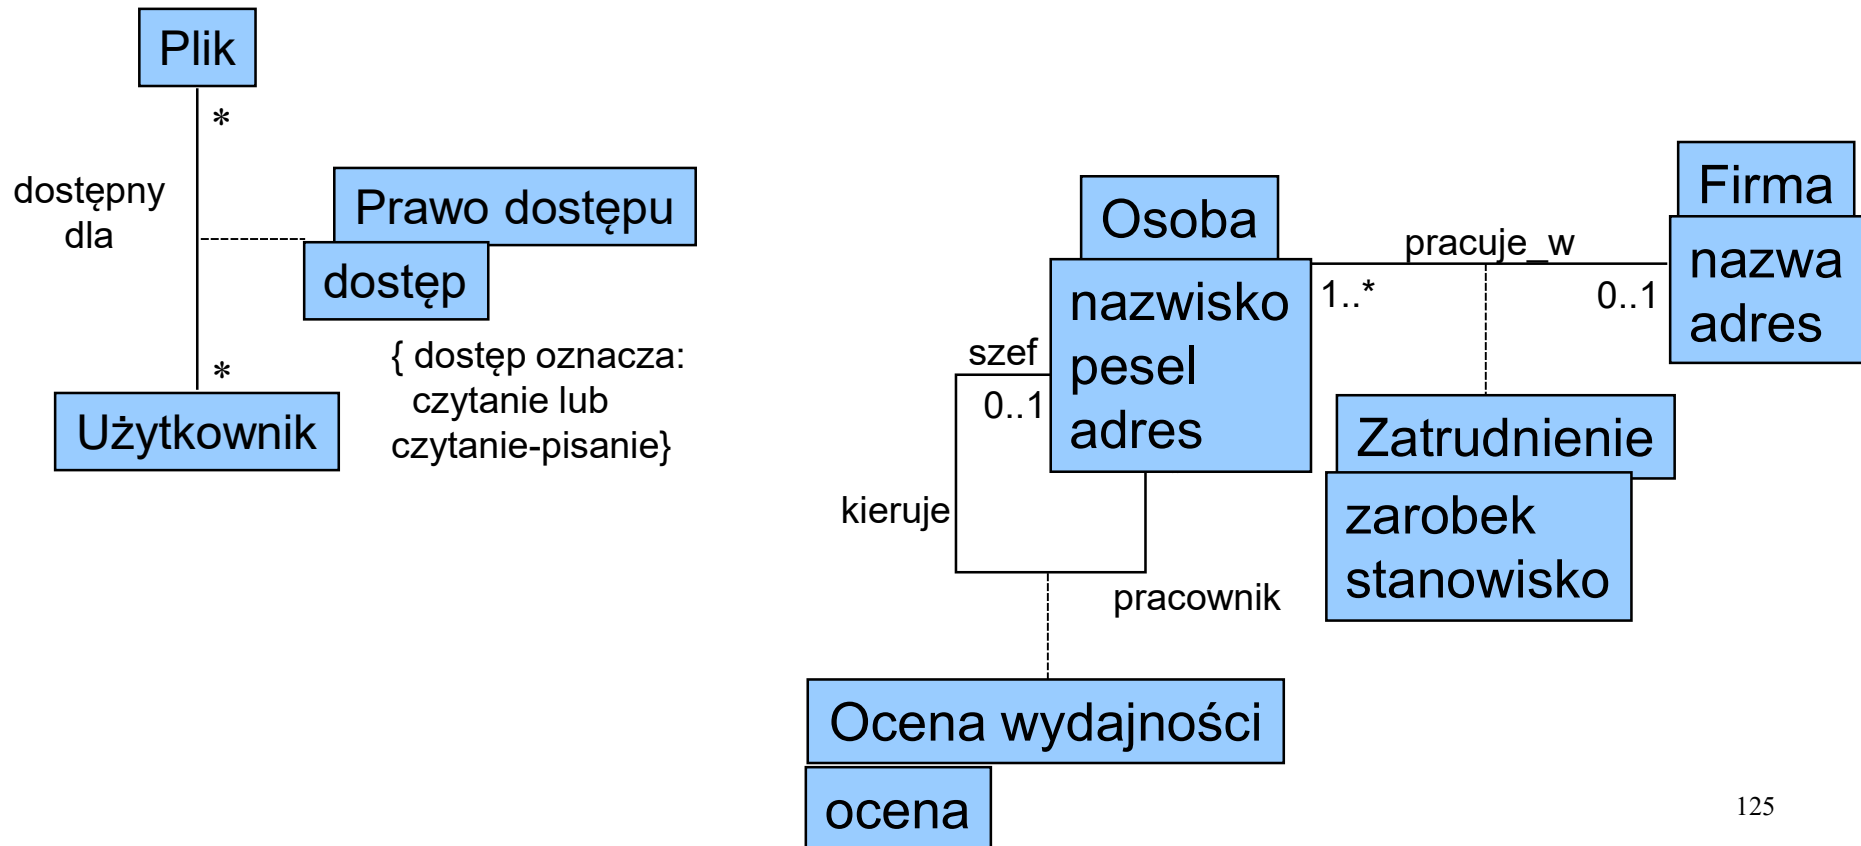 Plik
*
dostępny
dla
Prawo dostępu
dostęp
{ dostęp oznacza:
czytanie lub
czytanie-pisanie}
*
Użytkownik
Osoba
nazwisko
pesel
adres
pracuje_w
1..*
0..1
Firma
nazwa
adres
szef
0..1
kieruje
pracownik
Zatrudnienie
zarobek
stanowisko
Ocena wydajności
ocena
125